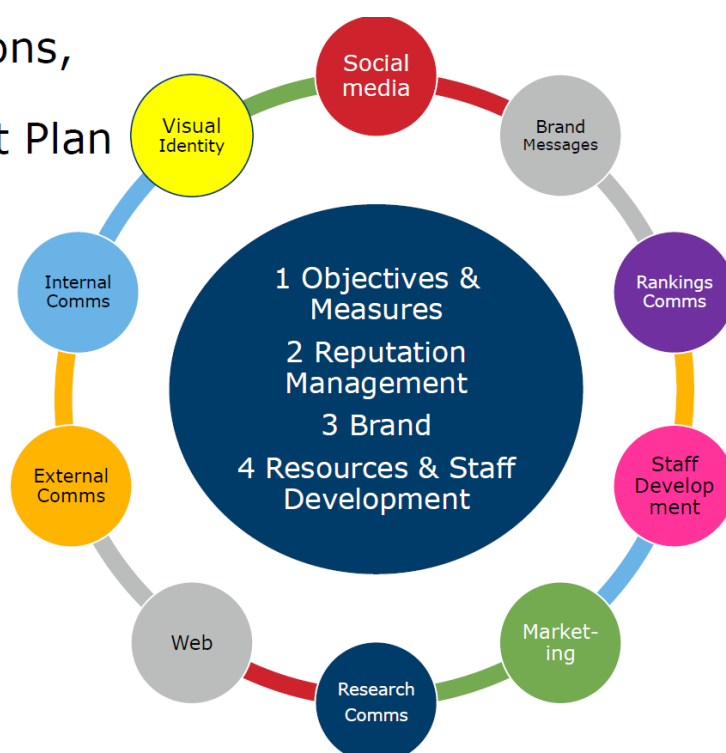 ons,
t Plan
Social
media
Brand
Messages
Rankings
Comms
Staff
Develop
ment
Market-
ing
Research
Comms
Web
External
Comms
Internal
Comms
Visual
Identity
1 Objectives &
Measures
2 Reputation
Management
3 Brand
4 Resources & Staff
Development